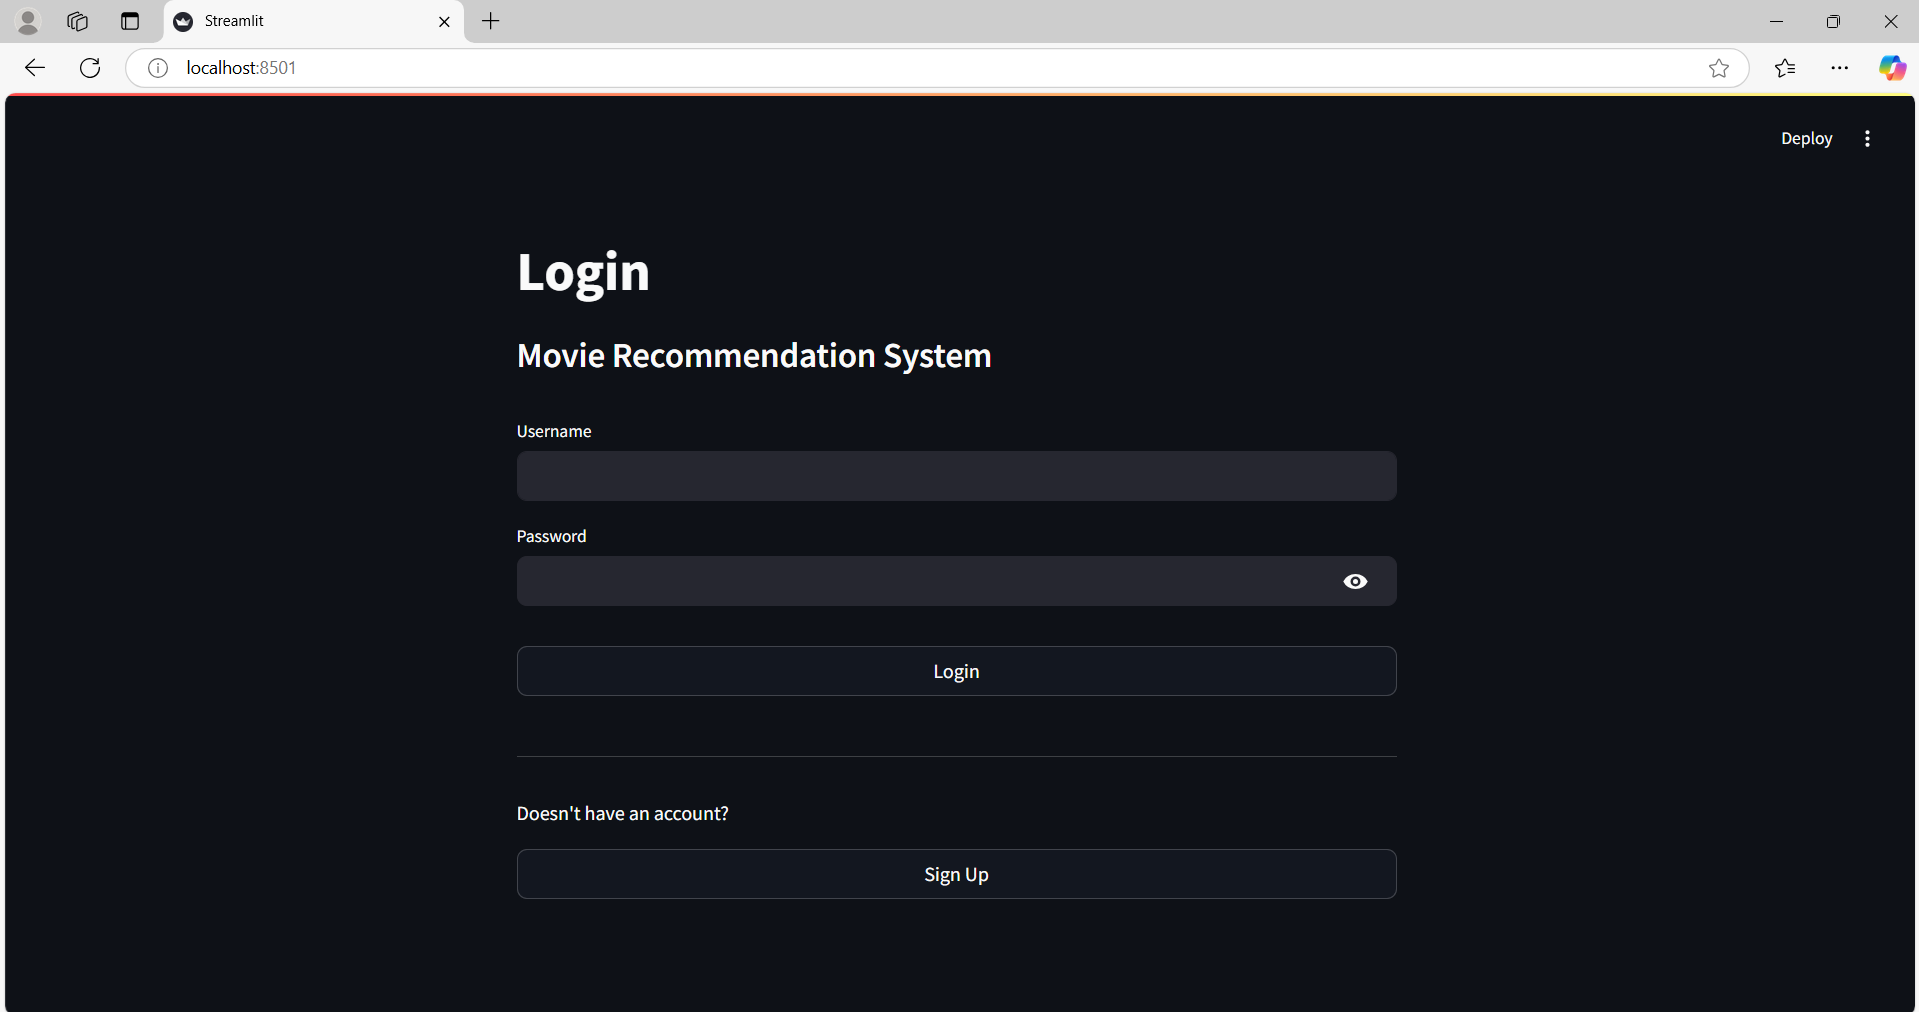 Streamlit
localhost:8501
Deploy
Login
Movie Recommendation System
Username
Password
Login
Doesn't have an account?
Sign Up